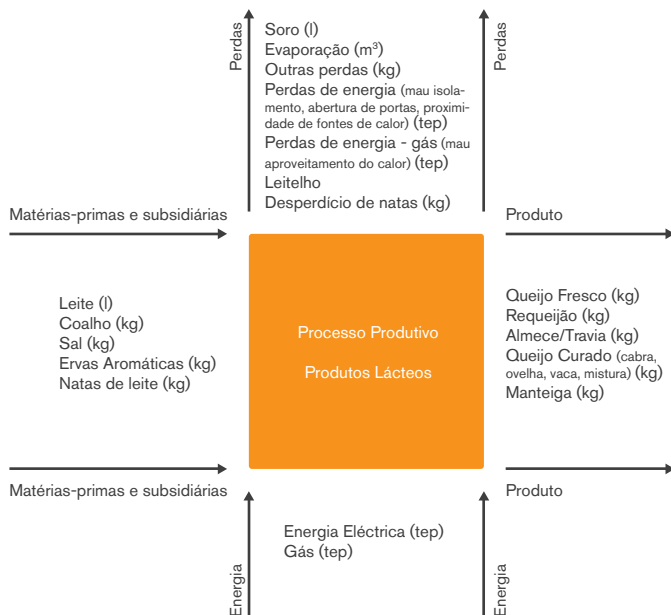 Perdas
Soro (l)
Evaporação (m³)
Outras perdas (kg)
Perdas de energia (mau isola-
mento, abertura de portas, proximi-
dade de fontes de calor) (tep)
Perdas de energia - gás (mau
aproveitamento do calor) (tep)
Leitelho
Desperdício de natas (kg)
Perdas
Matérias-primas e subsidiárias
Produto
Leite (l)
Coalho (kg)
Sal (kg)
Ervas Aromáticas (kg)
Natas de leite (kg)
Processo Produtivo
Produtos Lácteos
Queijo Fresco (kg)
Requeijão (kg)
Almece/Travia (kg)
Queijo Curado (cabra,
ovelha, vaca, mistura) (kg)
Manteiga (kg)
Matérias-primas e subsidiárias
Produto
Energia
Energia Eléctrica (tep)
Gás (tep)
Energia